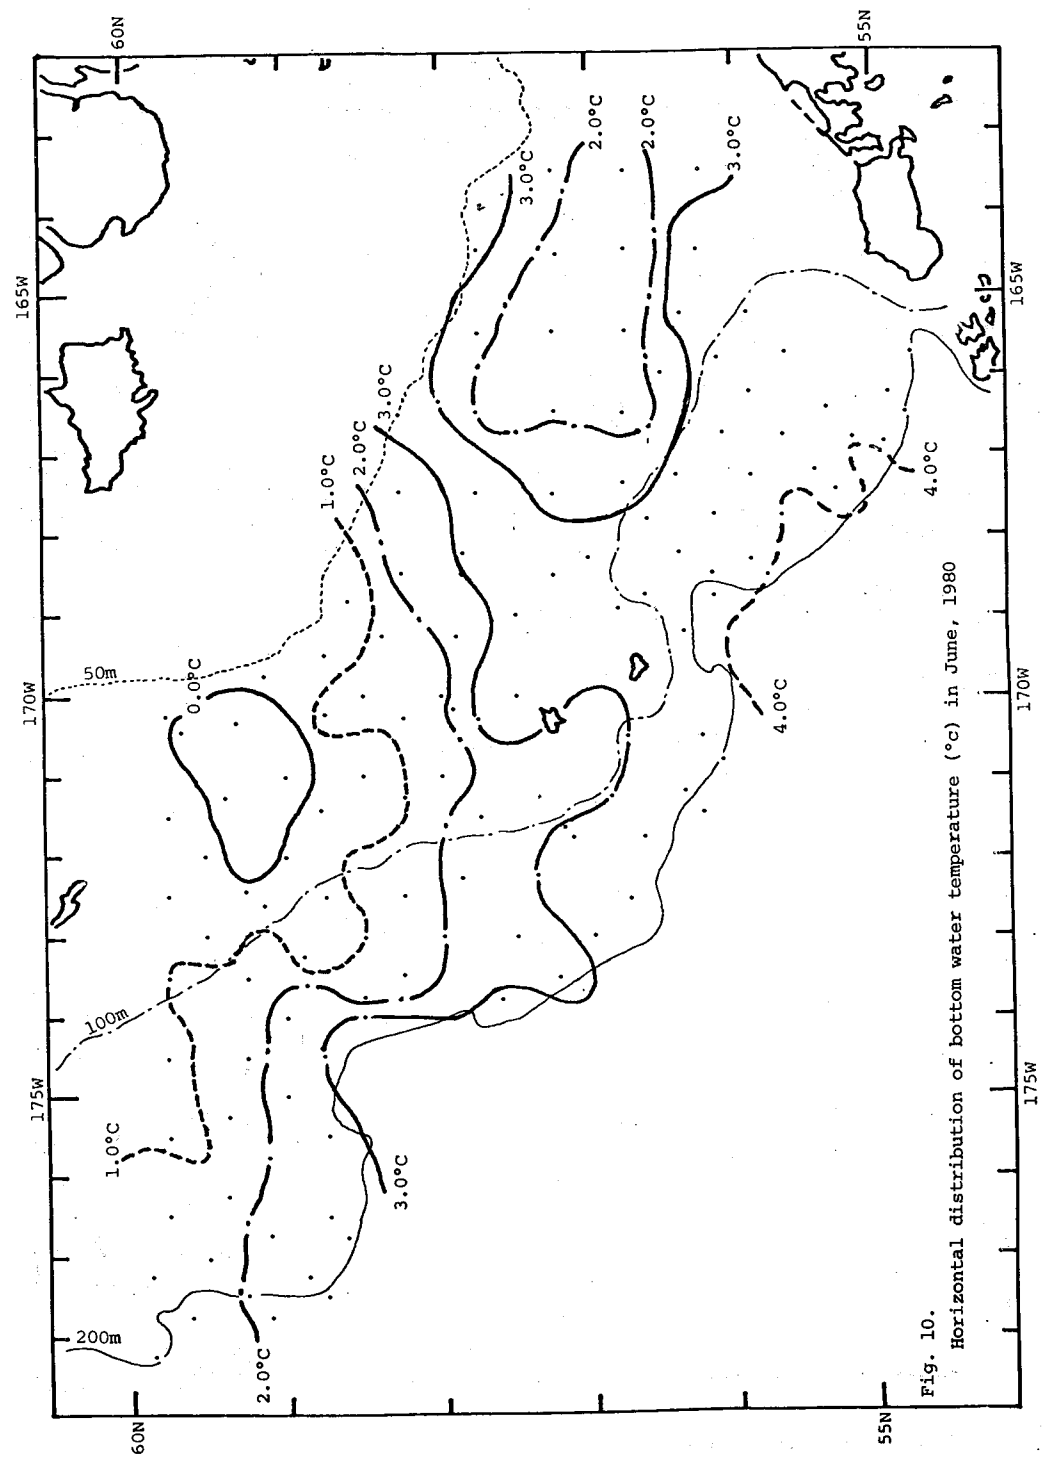 60N
55N
165W
165W
170W
170W
175W
175W
60N
55N
50m
100m
200m
0.0°C
1.0°C
1.0°C
2.0°C
2.0°C
2.0°C
2.0°C
3.0°C
3.0°C
3.0°C
3.0°C
4.0°C
4.0°C
Fig. 10.
Horizontal distribution of bottom water temperature (°c) in June, 1980